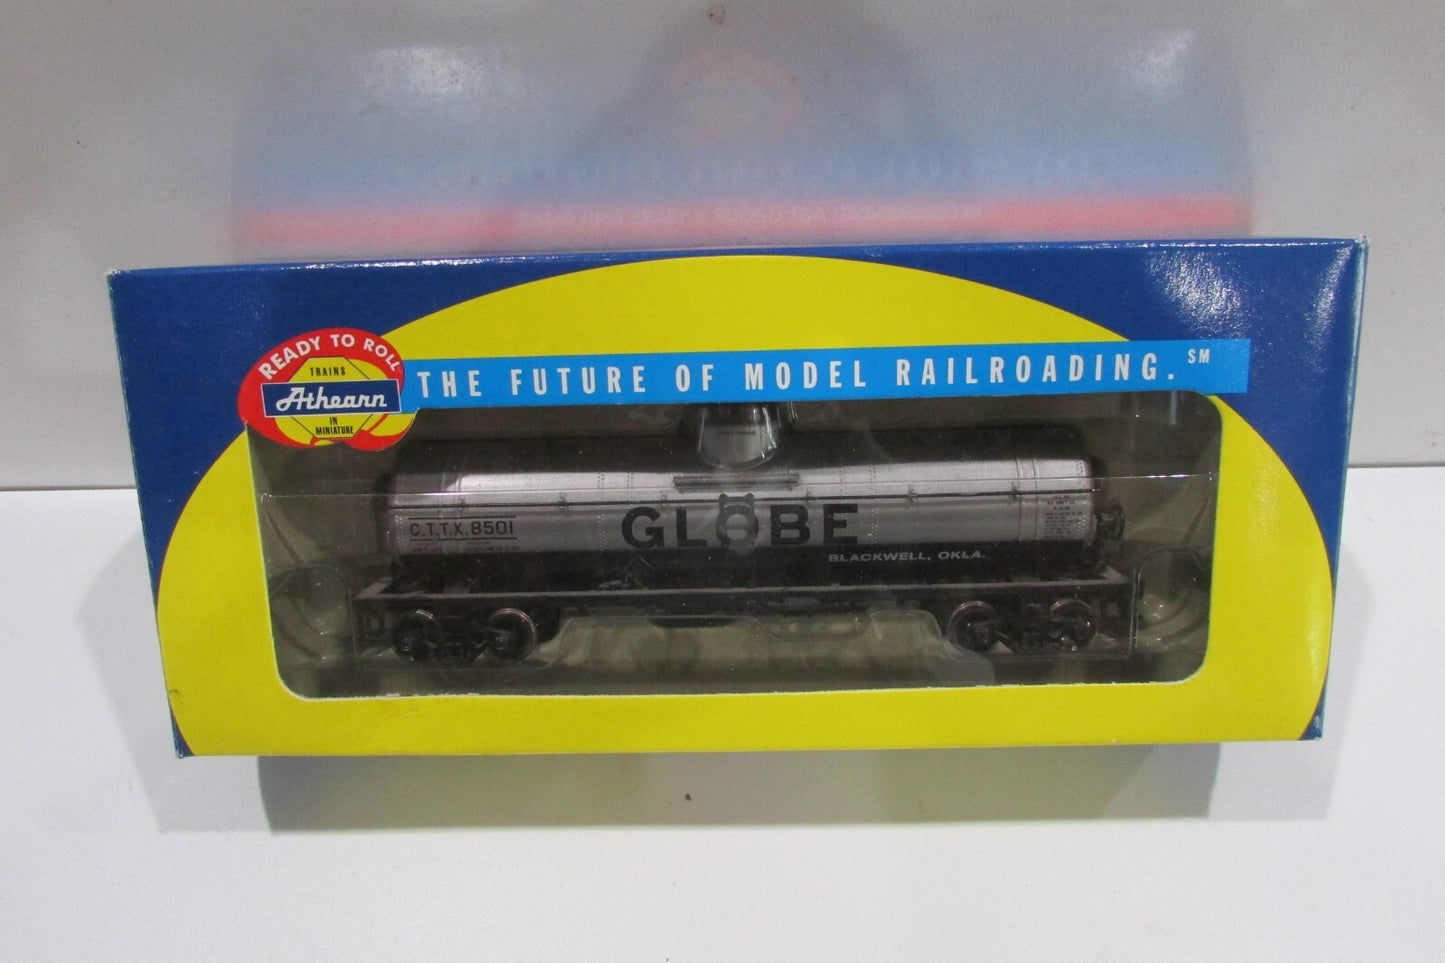 READY TO ROLL
TRAINS
Athearn
IN
MINIATURE
THE FUTURE OF MODEL RAILROADING.SM
C.T.T.X. 8501
GLOBE
BLACKWELL, OKLA.